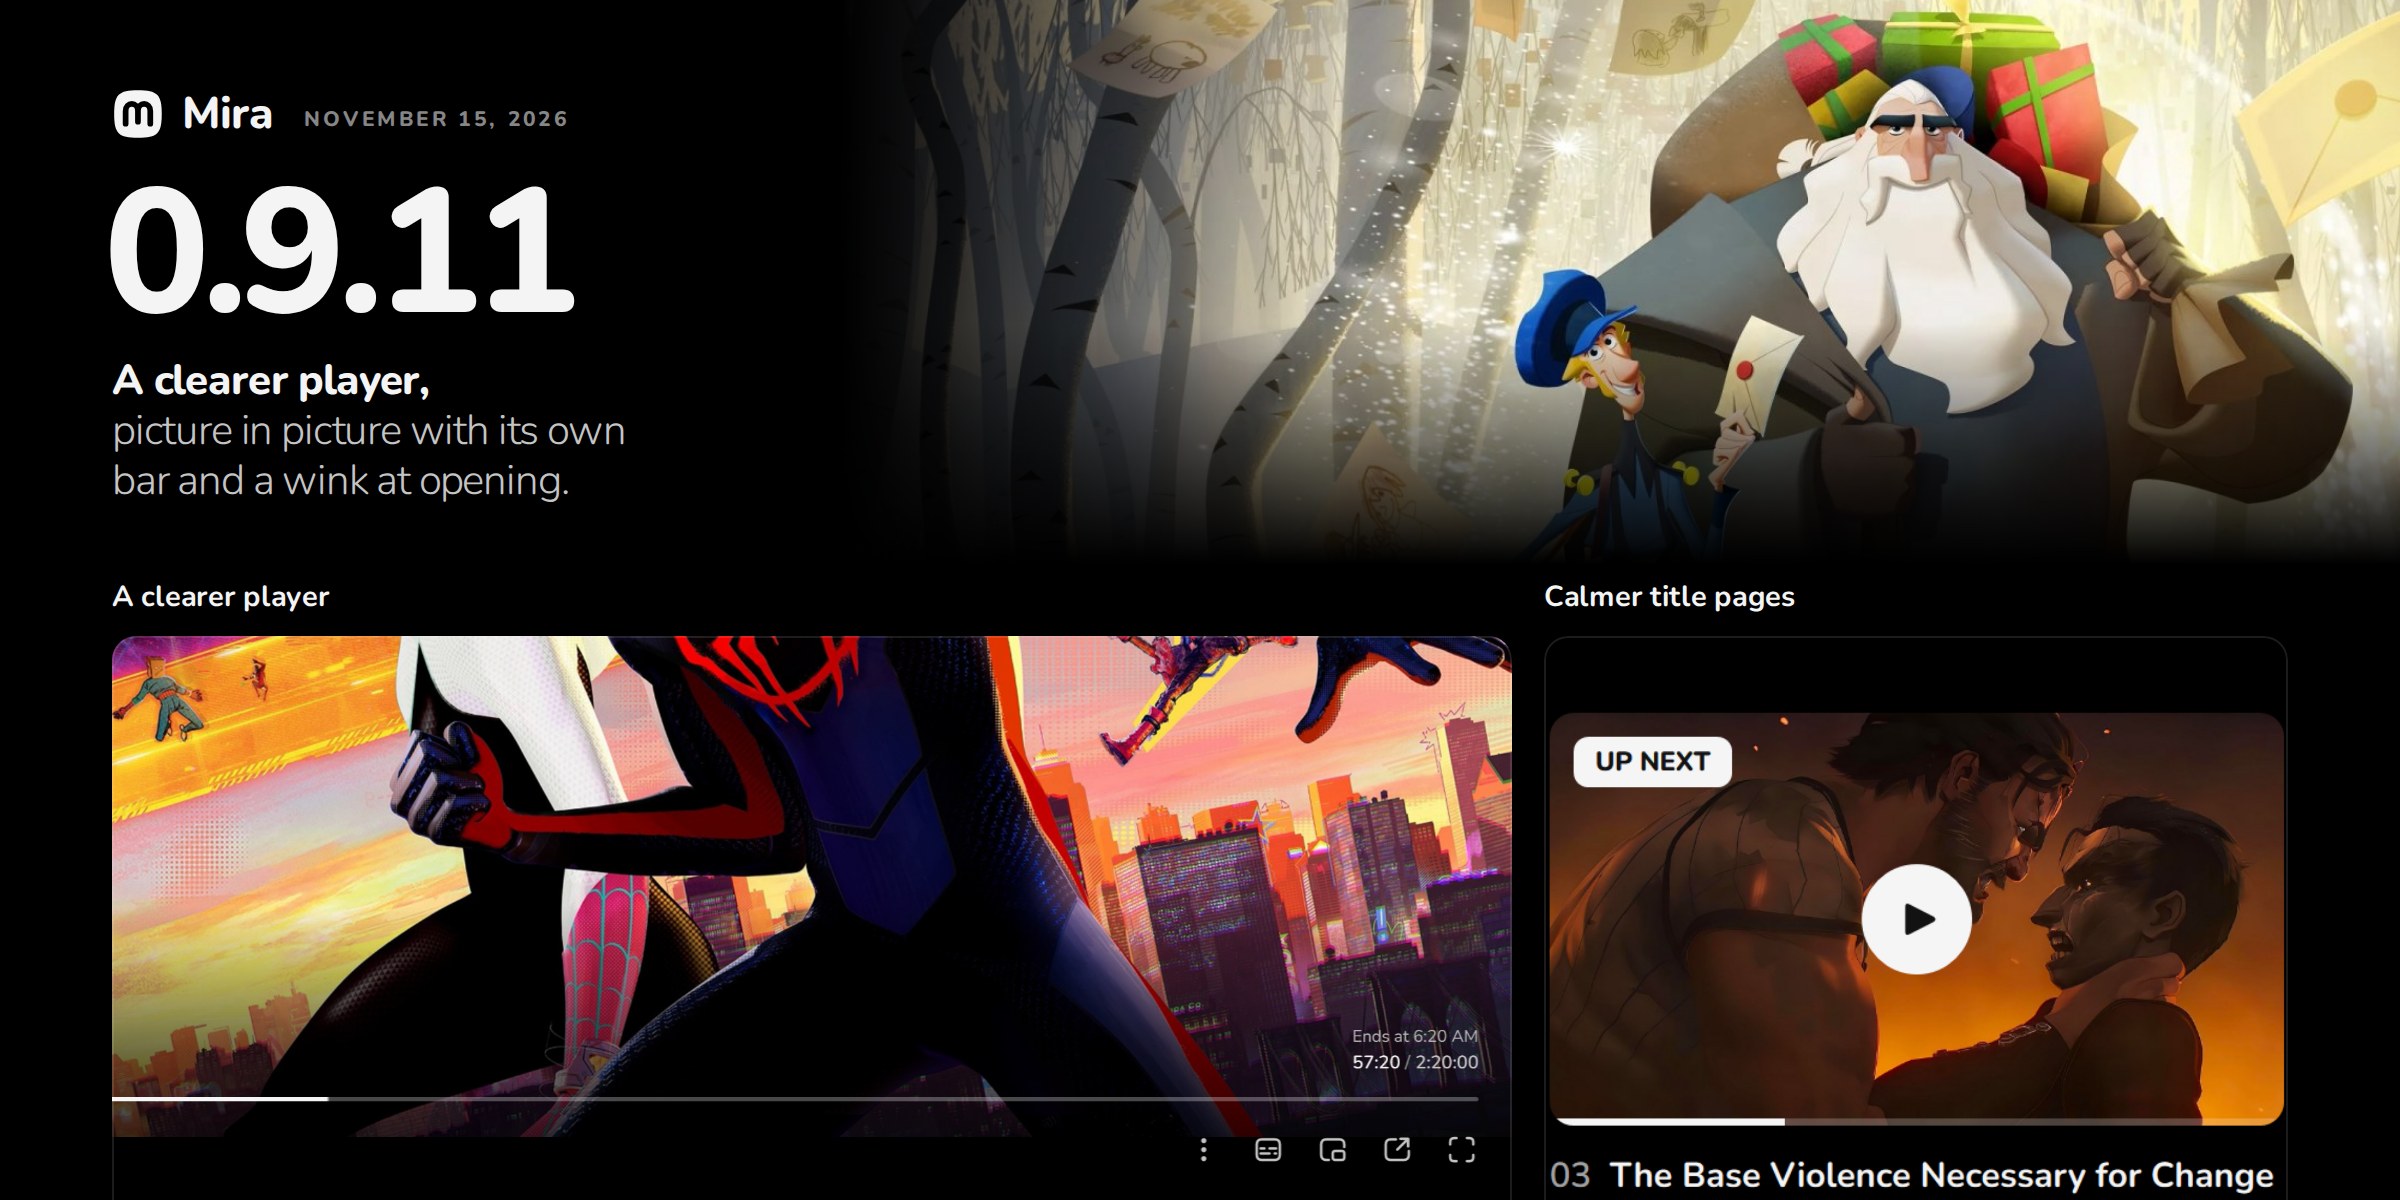 Mira NOVEMBER 15, 2026
0.9.11
A clearer player,
picture in picture with its own
bar and a wink at opening.
A clearer player
Ends at 6:20 AM
57:20 / 2:20:00
Calmer title pages
UP NEXT
03 The Base Violence Necessary for Change